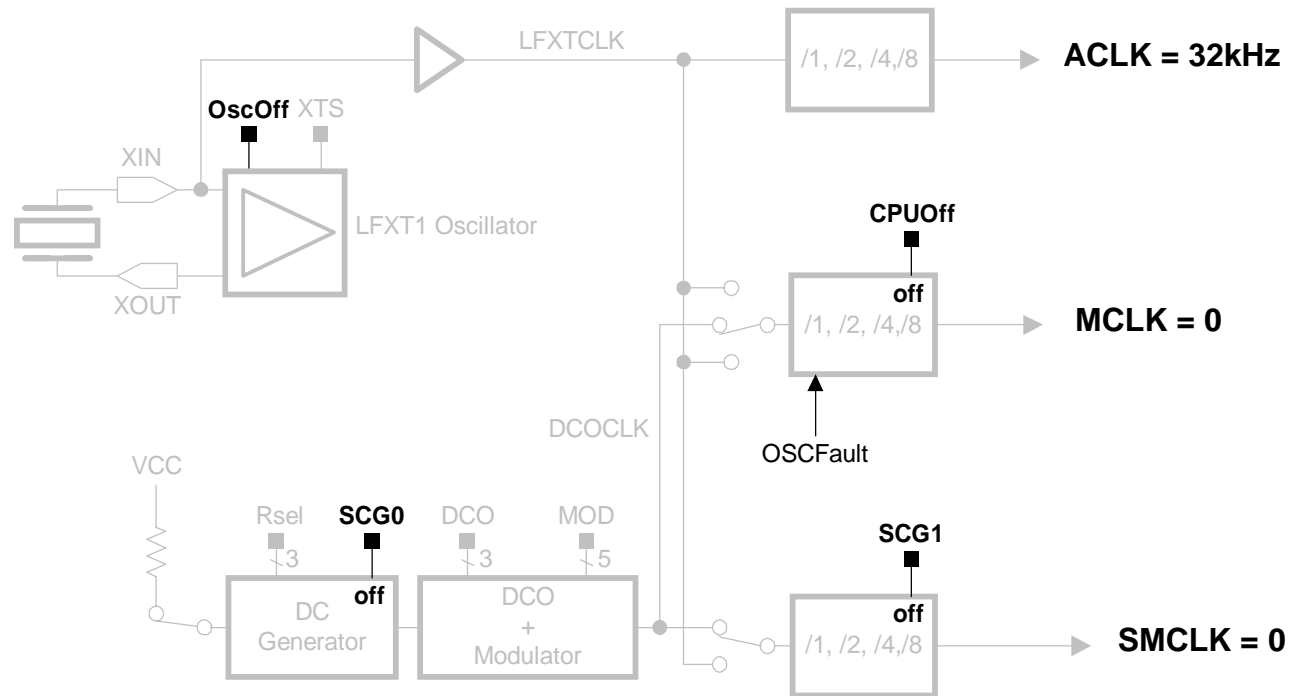 LFXTCLK
/1, /2, /4,/8
ACLK = 32kHz
OscOff
XTS
XIN
LFXT1 Oscillator
XOUT
CPUOff
off
/1, /2, /4,/8
MCLK = 0
DCOCLK
OSCFault
VCC
Rsel
SCG0
DCO
MOD
3
3
5
SCG1
off
DC
Generator
DCO
+
Modulator
off
/1, /2, /4,/8
SMCLK = 0